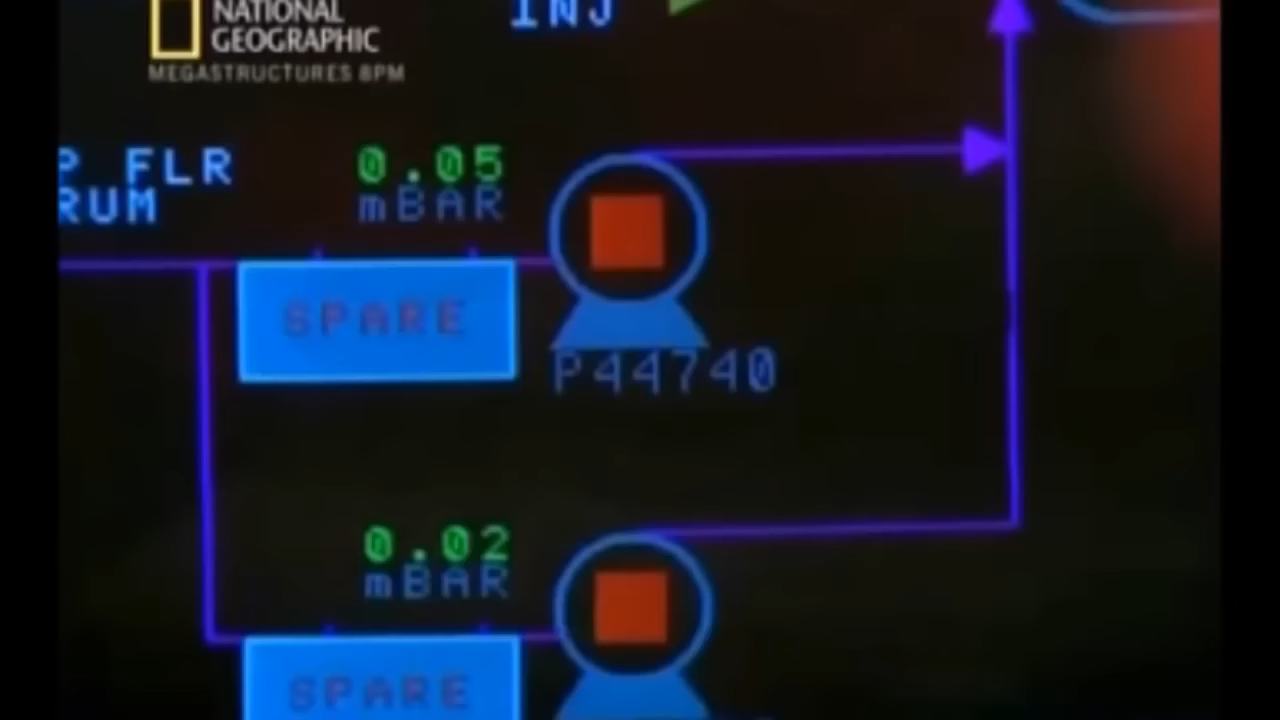 NATIONAL
GEOGRAPHIC
MEGASTRUCTURES 8PM
INJ
P FLR
RUM
0.05
mBAR
SPARE
P44740
0.02
mBAR
SPARE